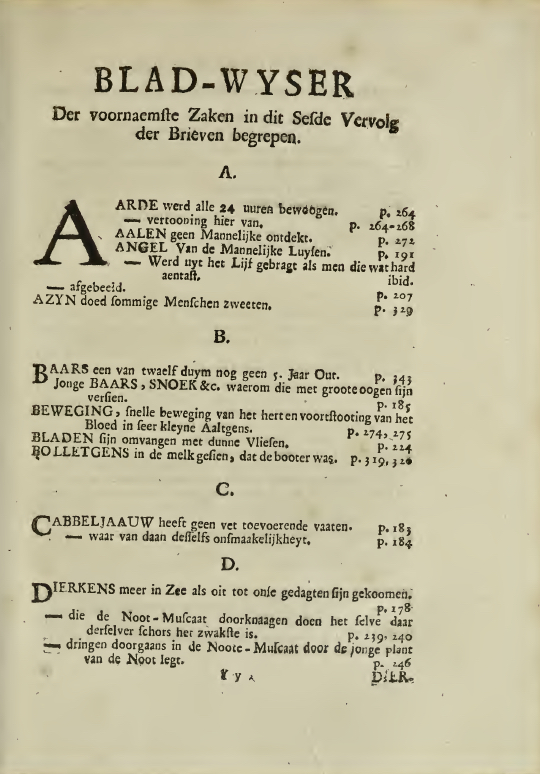 BLAD-WYSER
Der voornaemſte Zaken in dit Seſde Vervolg
der Brieven begrepen.
A.
AARDE werd alle 24 uuren bewoogen. p. 264
— vertooning hier van. p. 264-268
AALEN geen Mannelijke ontdekt. p. 272
ANGEL Van de Mannelijke Luyſen. p. 191
— Werd uyt het Lijf gebragt als men die wat hard
aentaſt. ibid.
— afgebeeld. p. 207
AZYN doed ſommige Menſchen zweeten. p. 329
B.
BAARS een van twaelf duym nog geen 5. Jaar Out. p. 343
Jonge BAARS, SNOEK &c. waerom die met groote oogen ſijn
verſien. p. 185
BEWEGING, ſnelle beweging van het hert en voortſtooting van het
Bloed in ſeer kleyne Aaltgens. p. 274, 275
BLADEN ſijn omvangen met dunne Vlieſen. p. 224
BOLLETGENS in de melk geſien, dat de booter was. p. 319, 320
C.
CABBELJAAUW heeft geen vet toevoerende vaaten. p. 183
— waar van daan deſſelfs onſmaakelijkheyt. p. 184
D.
DIERKENS meer in Zee als oit tot onſe gedagten ſijn gekoomen.
p. 178
— die de Noot-Muſcaat doorknaagen doen het ſelve daar
derſelver ſchors het zwakſte is. p. 239, 240
— dringen doorgaans in de Noote-Muſcaat door de jonge plant
van de Noot legt. p. 246
Y y DIER-